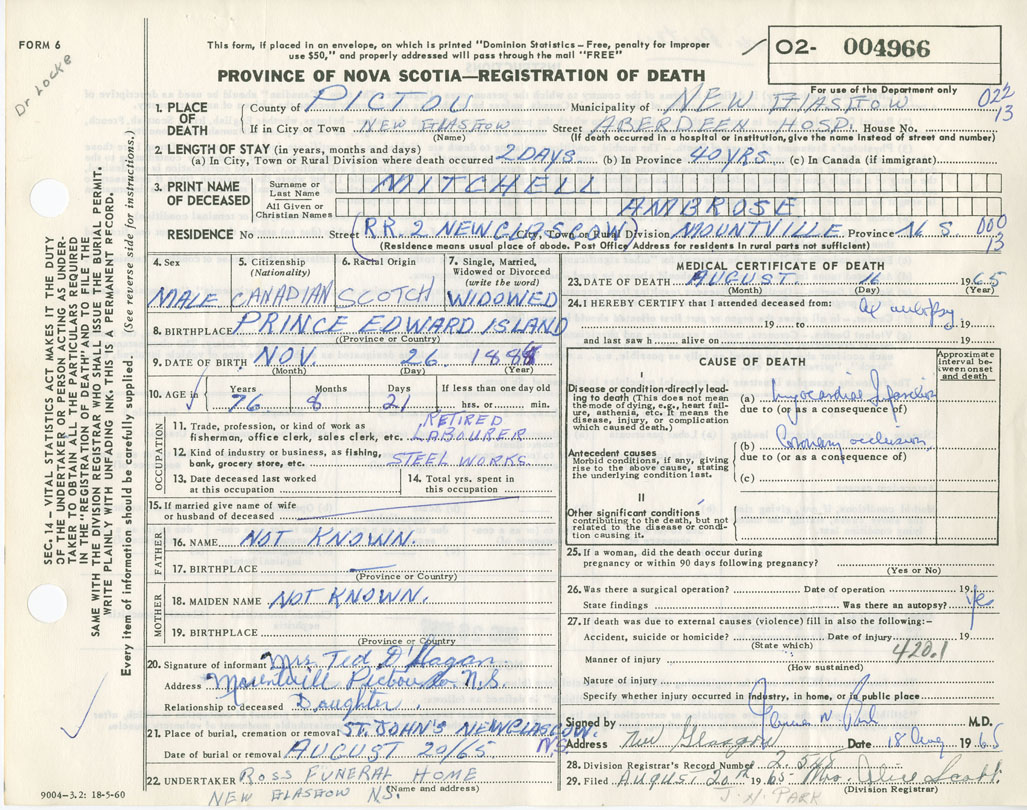 FORM 6
Dr Locke
This form, if placed in an envelope, on which is printed "Dominion Statistics – Free, penalty for improper
use $50," and properly addressed will pass through the mail "FREE"
O2- 004966
PROVINCE OF NOVA SCOTIA—REGISTRATION OF DEATH
For use of the Department only
022
13
1. PLACE OF DEATH County of PICTOU Municipality of NEW GLASGOW
If in City or Town NEW GLASGOW Street ABERDEEN HOSP. House No.
(Name) (If death occurred in hospital or institution, give the name instead of street and number)
2. LENGTH OF STAY (in years, months and days)
(a) In City, Town or Rural Division where death occurred 2 DAYS (b) In Province 40 YRS. (c) In Canada (if immigrant)
3. PRINT NAME OF DECEASED Surname or Last Name MITCHELL
All Given or Christian Names AMBROSE
RESIDENCE No Street RR. 2 NEW GLASGOW City, Town or Rural Division MOUNTVILLE Province N S. 000
13
(Residence means usual place of abode. Post Office Address for residents in rural parts not sufficient)
4. Sex MALE
5. Citizenship (Nationality) CANADIAN
6. Racial Origin SCOTCH
7. Single, Married, Widowed or Divorced (write the word) WIDOWED
8. BIRTHPLACE PRINCE EDWARD ISLAND
(Province or Country)
9. DATE OF BIRTH NOV. 26 188
(Month) (Day) (Year)
10. AGE in Years 76 Months 8 Days 21 If less than one day old hrs. or min.
OCCUPATION
11. Trade, profession, or kind of work as fisherman, office clerk, sales clerk, etc. RETIRED LABOURER
12. Kind of industry or business, as fishing, bank, grocery store, etc. STEEL WORKS
13. Date deceased last worked at this occupation
14. Total yrs. spent in this occupation
15. If married give name of wife or husband of deceased
FATHER
16. NAME NOT KNOWN.
17. BIRTHPLACE
(Province or Country)
MOTHER
18. MAIDEN NAME NOT KNOWN.
19. BIRTHPLACE
(Province or Country)
20. Signature of informant Mrs Ted O'Hagan
Address Mountvill Pictou Co N.S.
Relationship to deceased Daughter
21. Place of burial, cremation or removal ST. JOHN'S NEW GLASGOW N.S.
Date of burial or removal AUGUST 20/65
22. UNDERTAKER ROSS FUNERAL HOME
(Name and address)
NEW GLASGOW N.S.
9004-3.2: 18-5-60
MEDICAL CERTIFICATE OF DEATH
23. DATE OF DEATH AUGUST. 16 1965
(Month) (Day) (Year)
24. I HEREBY CERTIFY that I attended deceased from: at autopsy
19 to 19
and last saw h alive on 19
CAUSE OF DEATH
Approximate interval between onset and death
I
Disease or condition directly leading to death (This does not mean the mode of dying, e.g., heart failure, asthenia, etc. It means the disease, injury, or complication which caused death.)
(a) Myocardial Infarction
due to (or as a consequence of)
Antecedent causes
Morbid conditions, if any, giving rise to the above cause, stating the underlying condition last.
(b) Coronary occlusion
due to (or as a consequence of)
(c)
II
Other significant conditions
contributing to the death, but not related to the disease or condition causing it.
25. If a woman, did the death occur during pregnancy or within 90 days following pregnancy?
(Yes or No)
26. Was there a surgical operation? Date of operation 19
State findings Was there an autopsy? Yes
27. If death was due to external causes (violence) fill in also the following:–
Accident, suicide or homicide? Date of injury 19
(State which)
420.1
Manner of injury
(How sustained)
Nature of injury
Specify whether injury occurred in industry, in home, or in public place
Signed by M.D.
Address New Glasgow Date 18 Aug 1965
28. Division Registrar's Record Number
29. Filed August 20th 1965 Mrs.
(Division Registrar)
J. N. PARK
SEC. 14 – VITAL STATISTICS ACT MAKES IT THE DUTY
OF THE UNDERTAKER OR PERSON ACTING AS UNDER-
TAKER TO OBTAIN ALL THE PARTICULARS REQUIRED
IN THE "REGISTRATION OF DEATH" AND TO FILE THE
SAME WITH THE DIVISION REGISTRAR WHO SHALL ISSUE THE BURIAL PERMIT.
WRITE PLAINLY WITH UNFADING INK. THIS IS A PERMANENT RECORD.
Every item of information should be carefully supplied. (See reverse side for instructions.)